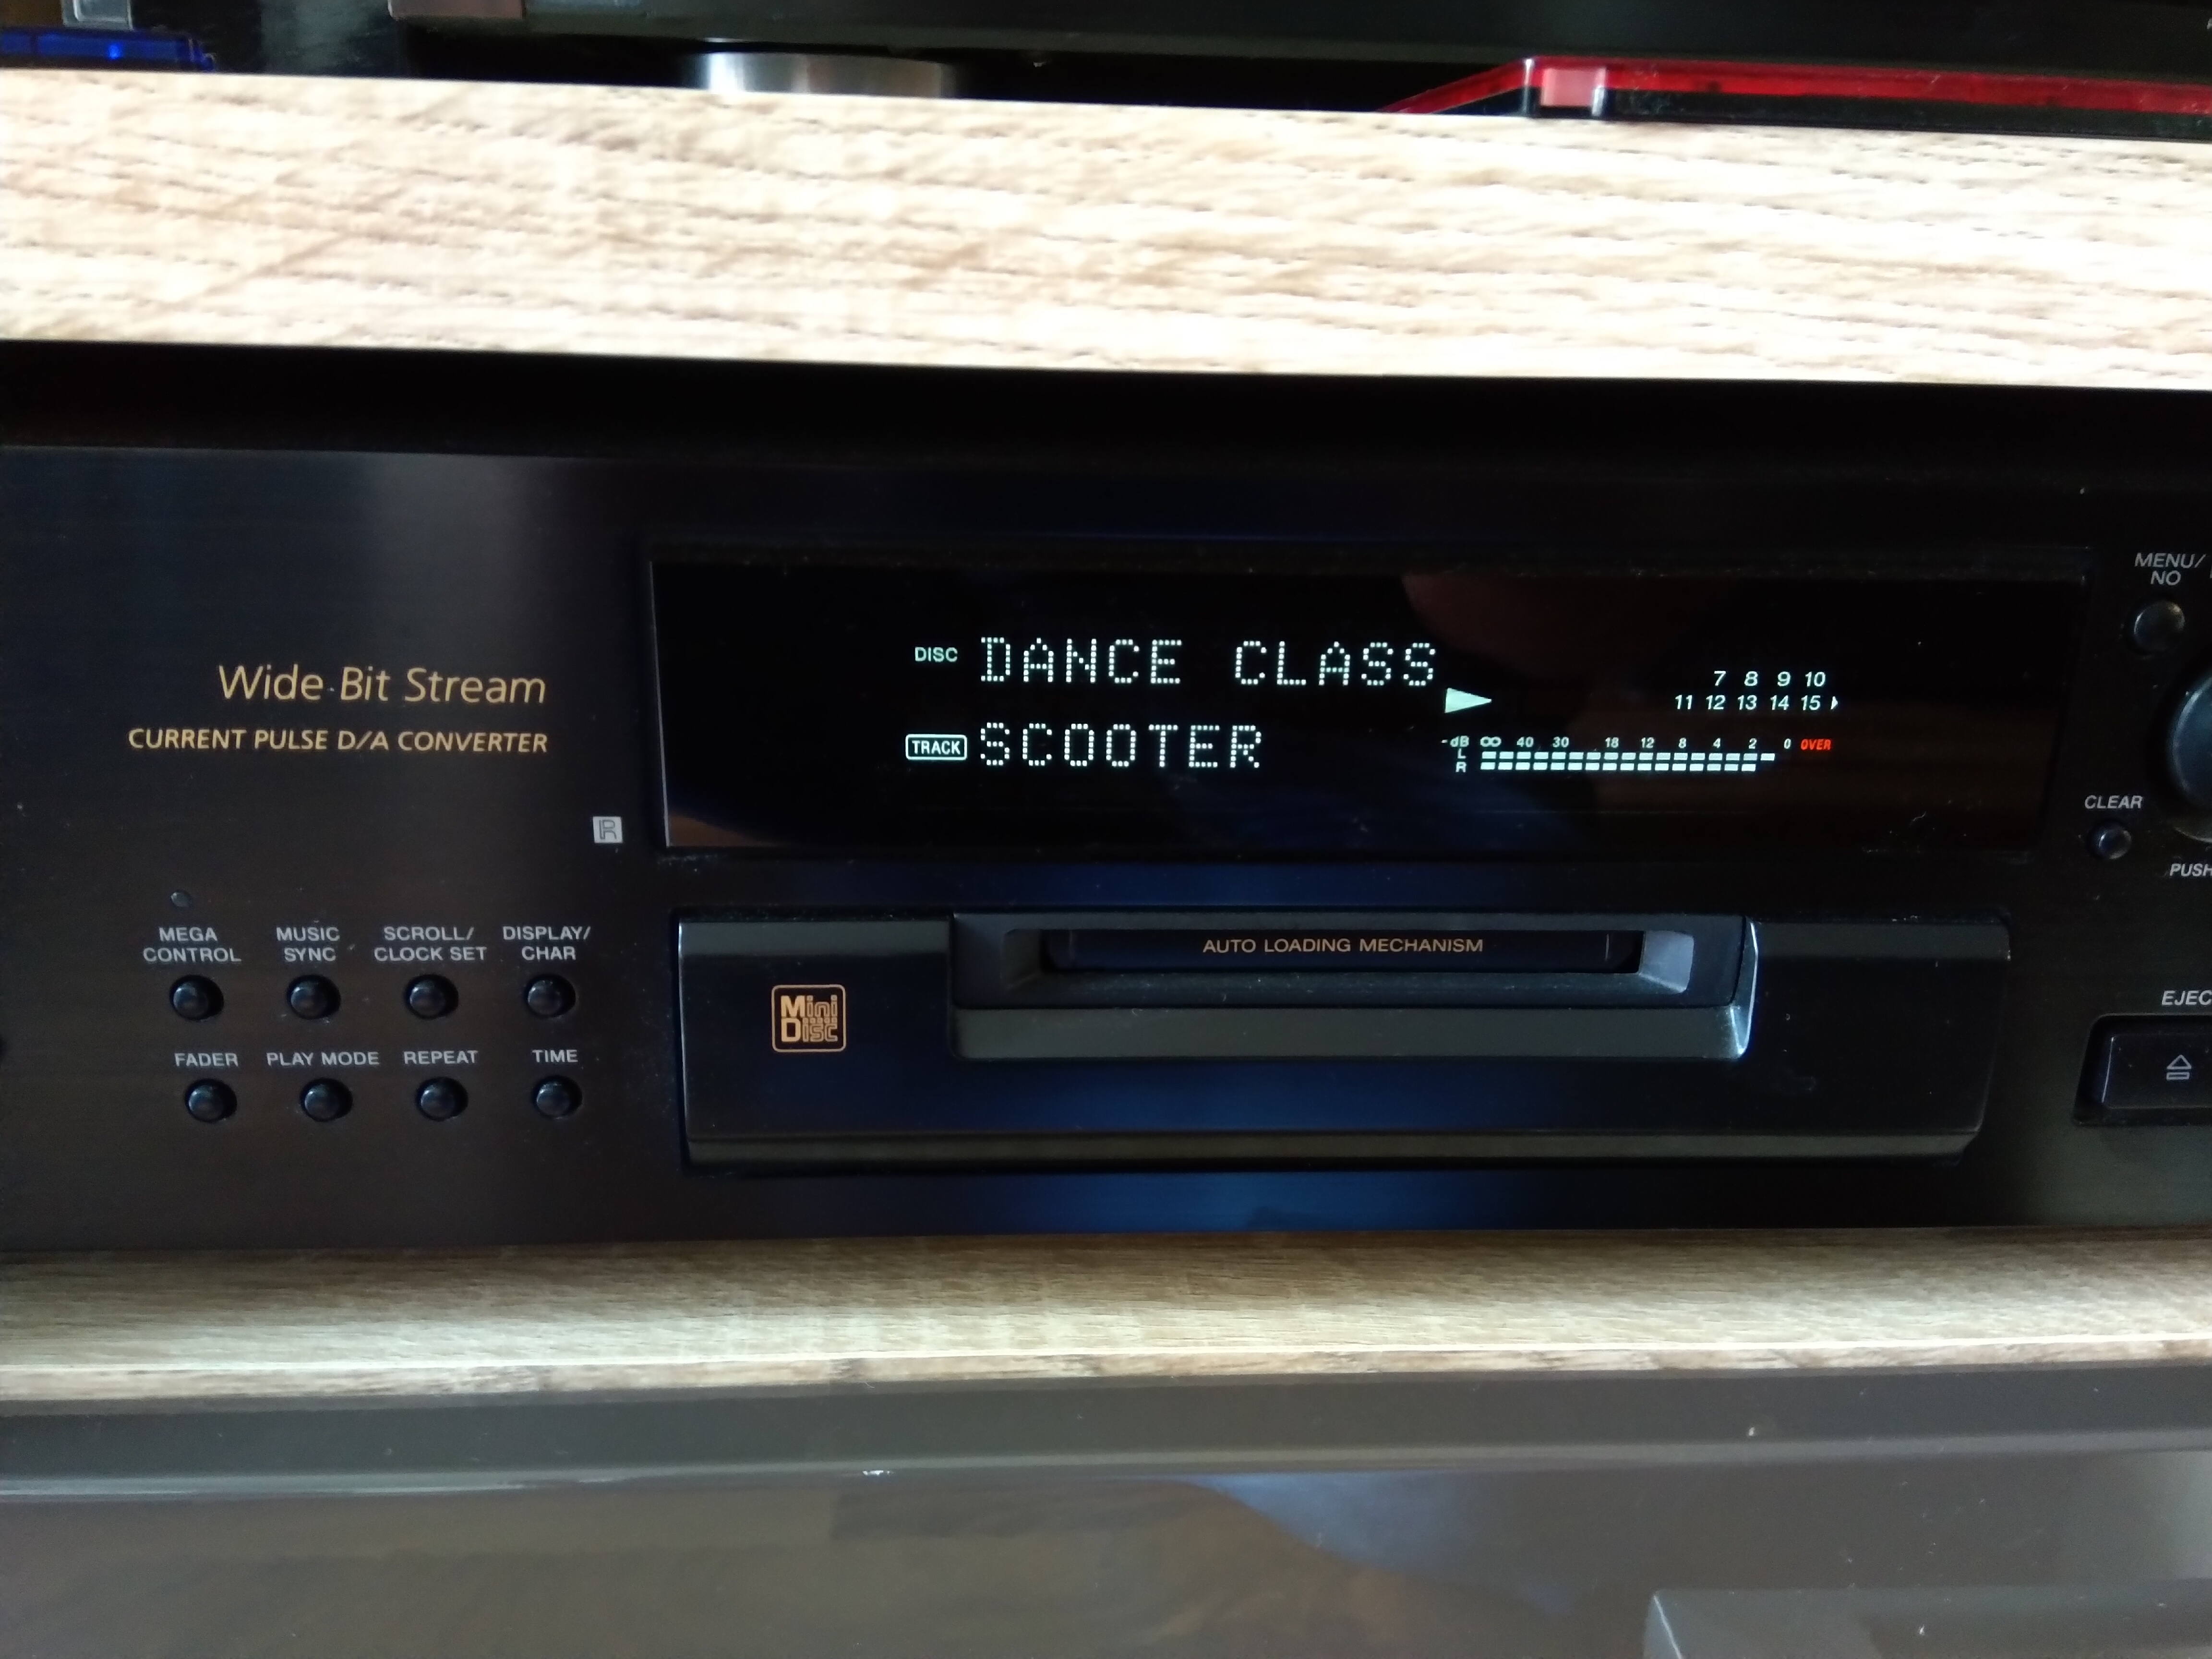 MENU/
NO
DISC DANCE CLASS
7 8 9 10
11 12 13 14 15
TRACK SCOOTER
-dB ∞ 40 30 18 12 8 4 2 0 OVER
L
R
Wide·Bit Stream
CURRENT PULSE D/A CONVERTER
R
CLEAR
PUSH
MEGA CONTROL
MUSIC SYNC
SCROLL/ CLOCK SET
DISPLAY/ CHAR
AUTO LOADING MECHANISM
Mini
Disc
EJEC
FADER PLAY MODE REPEAT TIME